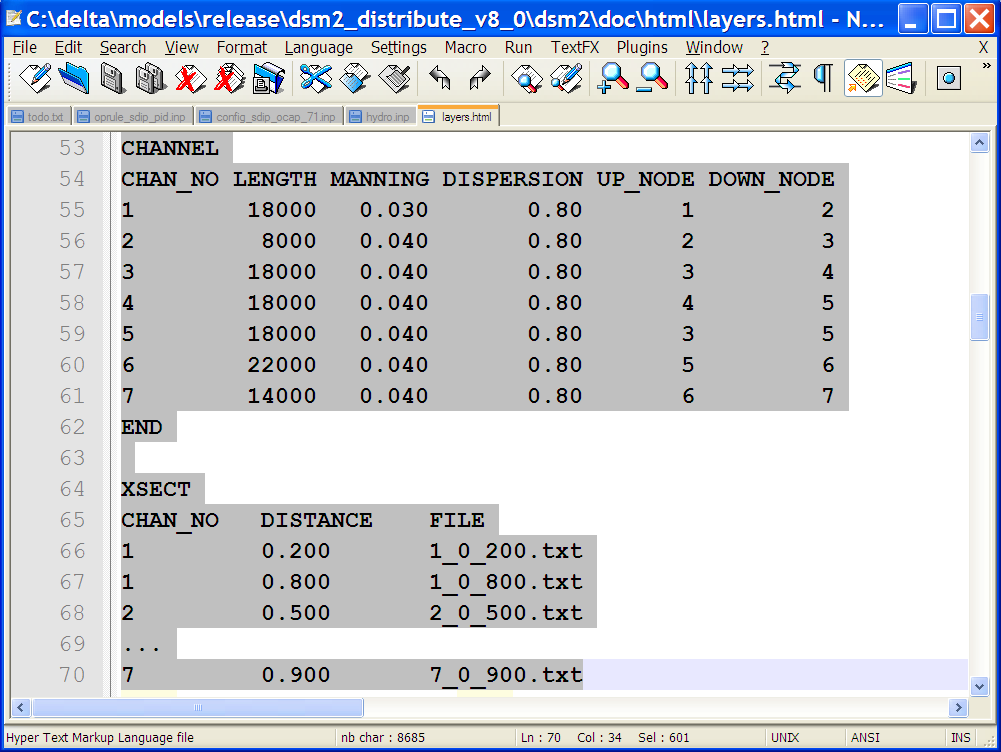 C:\delta\models\release\dsm2_distribute_v8_0\dsm2\doc\html\layers.html - N...
File Edit Search View Format Language Settings Macro Run TextFX Plugins Window ? X
»
todo.txt oprule_sdip_pid.inp config_sdip_ocap_71.inp hydro.inp layers.html
53 CHANNEL
54 CHAN_NO LENGTH MANNING DISPERSION UP_NODE DOWN_NODE
55 1 18000 0.030 0.80 1 2
56 2 8000 0.040 0.80 2 3
57 3 18000 0.040 0.80 3 4
58 4 18000 0.040 0.80 4 5
59 5 18000 0.040 0.80 3 5
60 6 22000 0.040 0.80 5 6
61 7 14000 0.040 0.80 6 7
62 END
63
64 XSECT
65 CHAN_NO DISTANCE FILE
66 1 0.200 1_0_200.txt
67 1 0.800 1_0_800.txt
68 2 0.500 2_0_500.txt
69 ...
70 7 0.900 7_0_900.txt
Hyper Text Markup Language file nb char : 8685 Ln : 70 Col : 34 Sel : 601 UNIX ANSI INS